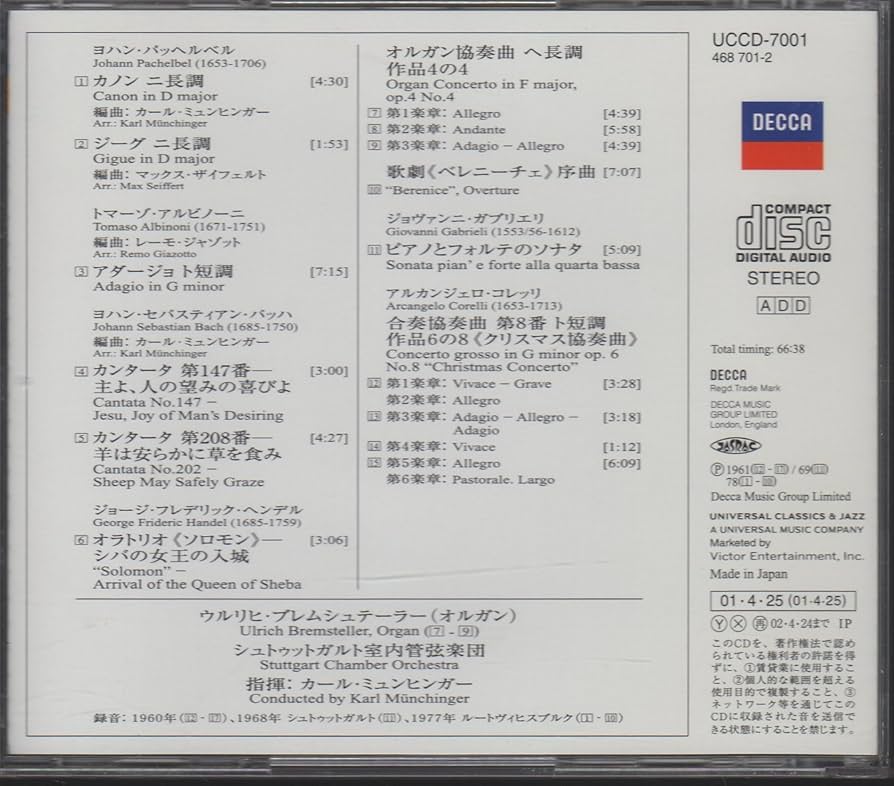 ヨハン・パッヘルベル
Johann Pachelbel (1653-1706)
1 カノン ニ長調 [4:30]
Canon in D major
編曲: カール・ミュンヒンガー
Arr.: Karl Münchinger
2 ジーグ ニ長調 [1:53]
Gigue in D major
編曲: マックス・ザイフェルト
Arr.: Max Seiffert
トマーゾ・アルビノーニ
Tomaso Albinoni (1671-1751)
編曲: レーモ・ジャゾット
Arr.: Remo Giazotto
3 アダージョ ト短調 [7:15]
Adagio in G minor
ヨハン・セバスティアン・バッハ
Johann Sebastian Bach (1685-1750)
編曲: カール・ミュンヒンガー
Arr.: Karl Münchinger
4 カンタータ 第147番― [3:00]
主よ、人の望みの喜びよ
Cantata No.147 –
Jesu, Joy of Man's Desiring
5 カンタータ 第208番― [4:27]
羊は安らかに草を食み
Cantata No.202 –
Sheep May Safely Graze
ジョージ・フレデリック・ヘンデル
George Frideric Handel (1685-1759)
6 オラトリオ《ソロモン》― [3:06]
シバの女王の入城
"Solomon" –
Arrival of the Queen of Sheba
オルガン協奏曲 ヘ長調
作品4の4
Organ Concerto in F major,
op.4 No.4
7 第1楽章: Allegro [4:39]
8 第2楽章: Andante [5:58]
9 第3楽章: Adagio – Allegro [4:39]
歌劇《ベレニーチェ》序曲 [7:07]
10 "Berenice", Overture
ジョヴァンニ・ガブリエリ
Giovanni Gabrieli (1553/56-1612)
11 ピアノとフォルテのソナタ [5:09]
Sonata pian' e forte alla quarta bassa
アルカンジェロ・コレッリ
Arcangelo Corelli (1653-1713)
合奏協奏曲 第8番 ト短調
作品6の8《クリスマス協奏曲》
Concerto grosso in G minor op. 6
No.8 "Christmas Concerto"
12 第1楽章: Vivace – Grave [3:28]
第2楽章: Allegro
13 第3楽章: Adagio – Allegro – [3:18]
Adagio
14 第4楽章: Vivace [1:12]
15 第5楽章: Allegro [6:09]
第6楽章: Pastorale. Largo
ウルリヒ・ブレムシュテーラー(オルガン)
Ulrich Bremsteller, Organ (7 - 9)
シュトゥットガルト室内管弦楽団
Stuttgart Chamber Orchestra
指揮: カール・ミュンヒンガー
Conducted by Karl Münchinger
録音: 1960年(12 - 17)、1968年 シュトゥットガルト(11)、1977年 ルートヴィヒスブルク(1 - 10)
UCCD-7001
468 701-2
DECCA
COMPACT
disc
DIGITAL AUDIO
STEREO
ADD
Total timing: 66:38
DECCA
Regd. Trade Mark
DECCA MUSIC
GROUP LIMITED
London, England
JASRAC
Ⓟ1961(12 - 17) / 69(11)
78(1 - 10)
Decca Music Group Limited
UNIVERSAL CLASSICS & JAZZ
A UNIVERSAL MUSIC COMPANY
Marketed by
Victor Entertainment, Inc.
Made in Japan
01・4・25 (01・4・25)
Ⓨ Ⓧ 再 02・4・24まで IP
このCDを、著作権法で認め
られている権利者の許諾を得
ずに、①賃貸業に使用するこ
と、②個人的な範囲を超える
使用目的で複製すること、③
ネットワーク等を通じてこの
CDに収録された音を送信で
きる状態にすることを禁じます。